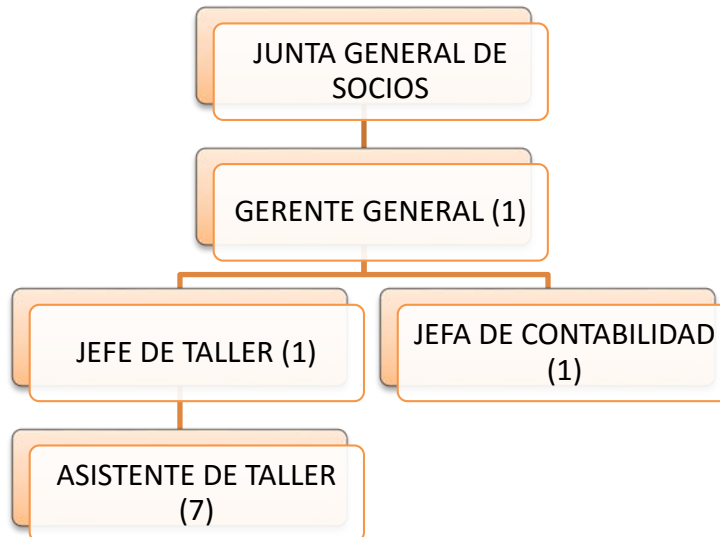 JUNTA GENERAL DE
SOCIOS
GERENTE GENERAL (1)
JEFE DE TALLER (1)
JEFA DE CONTABILIDAD
(1)
ASISTENTE DE TALLER
(7)